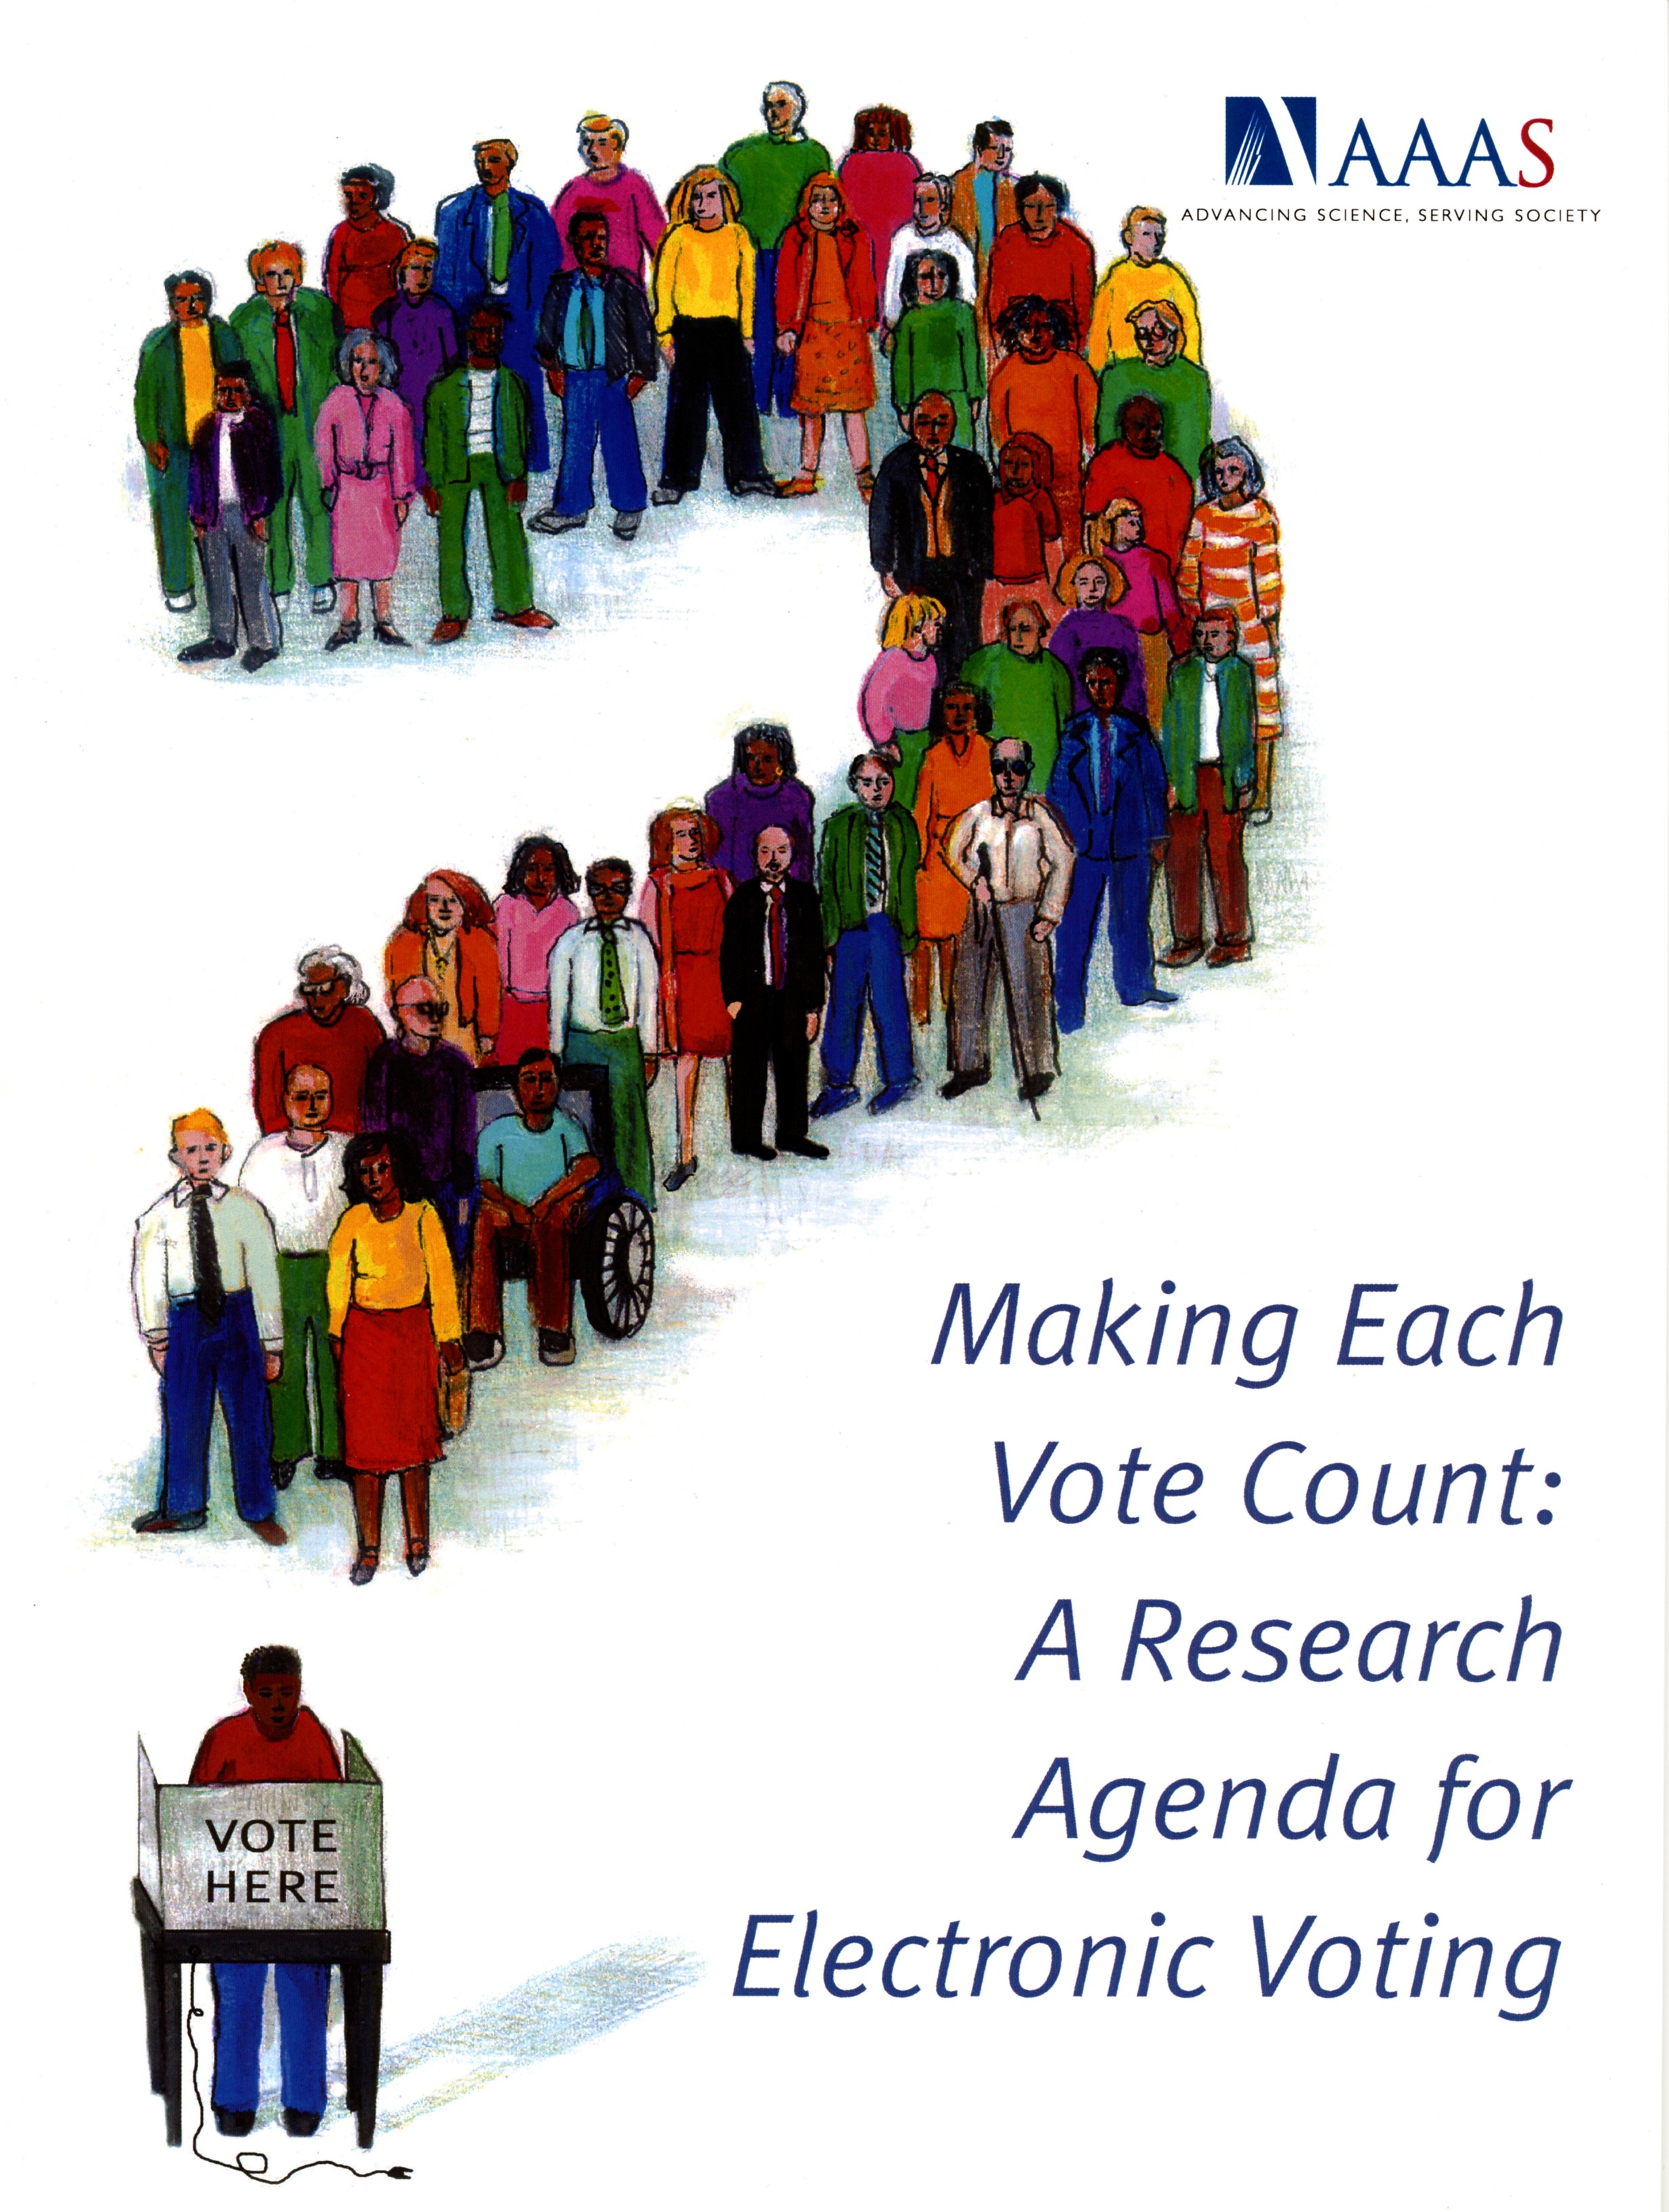 AAAS
ADVANCING SCIENCE, SERVING SOCIETY
Making Each
Vote Count:
A Research
Agenda for
Electronic Voting
VOTE
HERE